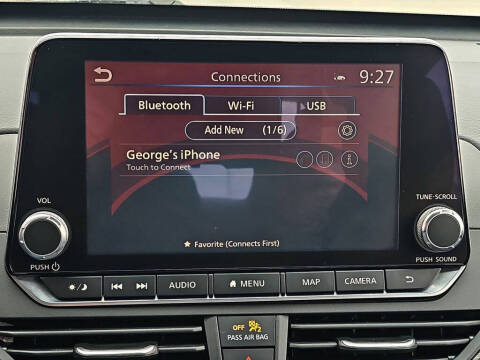 Connections
9:27
Bluetooth Wi-Fi USB
Add New (1/6)
George's iPhone
Touch to Connect
★ Favorite (Connects First)
VOL
PUSH
TUNE·SCROLL
PUSH SOUND
AUDIO MENU MAP CAMERA
OFF
PASS AIR BAG